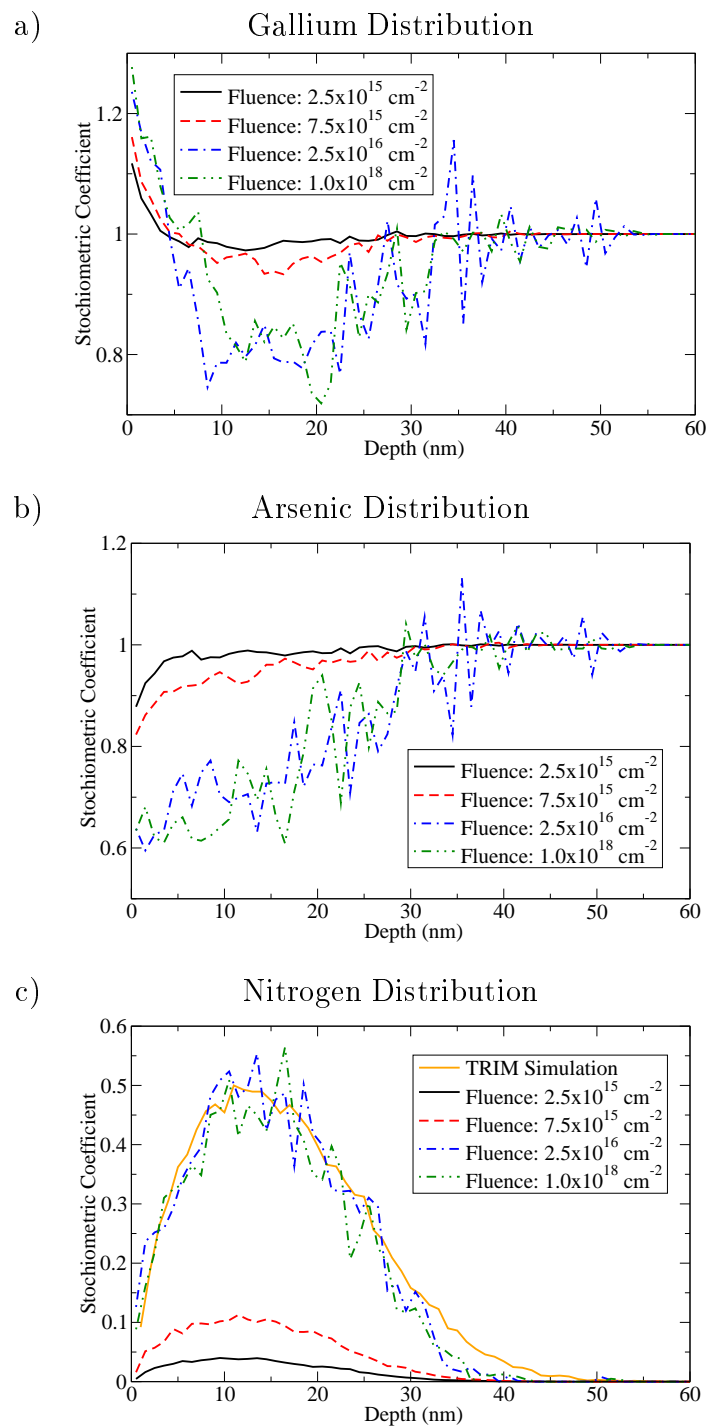 a) Gallium Distribution
Fluence: 2.5x10^15 cm^-2
Fluence: 7.5x10^15 cm^-2
Fluence: 2.5x10^16 cm^-2
Fluence: 1.0x10^18 cm^-2
Stochiometric Coefficient
1.2
1
0.8
0 10 20 30 40 50 60
Depth (nm)
b) Arsenic Distribution
Stochiometric Coefficient
1.2
1
0.8
0.6
Fluence: 2.5x10^15 cm^-2
Fluence: 7.5x10^15 cm^-2
Fluence: 2.5x10^16 cm^-2
Fluence: 1.0x10^18 cm^-2
0 10 20 30 40 50 60
Depth (nm)
c) Nitrogen Distribution
Stochiometric Coefficient
0.6
0.5
0.4
0.3
0.2
0.1
0
TRIM Simulation
Fluence: 2.5x10^15 cm^-2
Fluence: 7.5x10^15 cm^-2
Fluence: 2.5x10^16 cm^-2
Fluence: 1.0x10^18 cm^-2
0 10 20 30 40 50 60
Depth (nm)